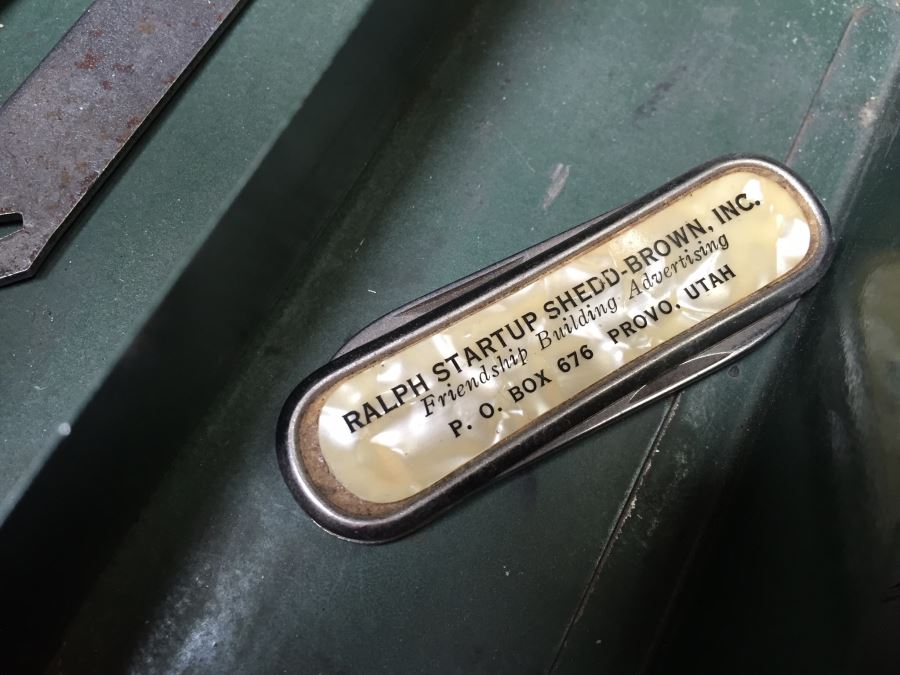 RALPH STARTUP SHEDD-BROWN, INC.
Friendship Building Advertising
P. O. BOX 676 PROVO, UTAH